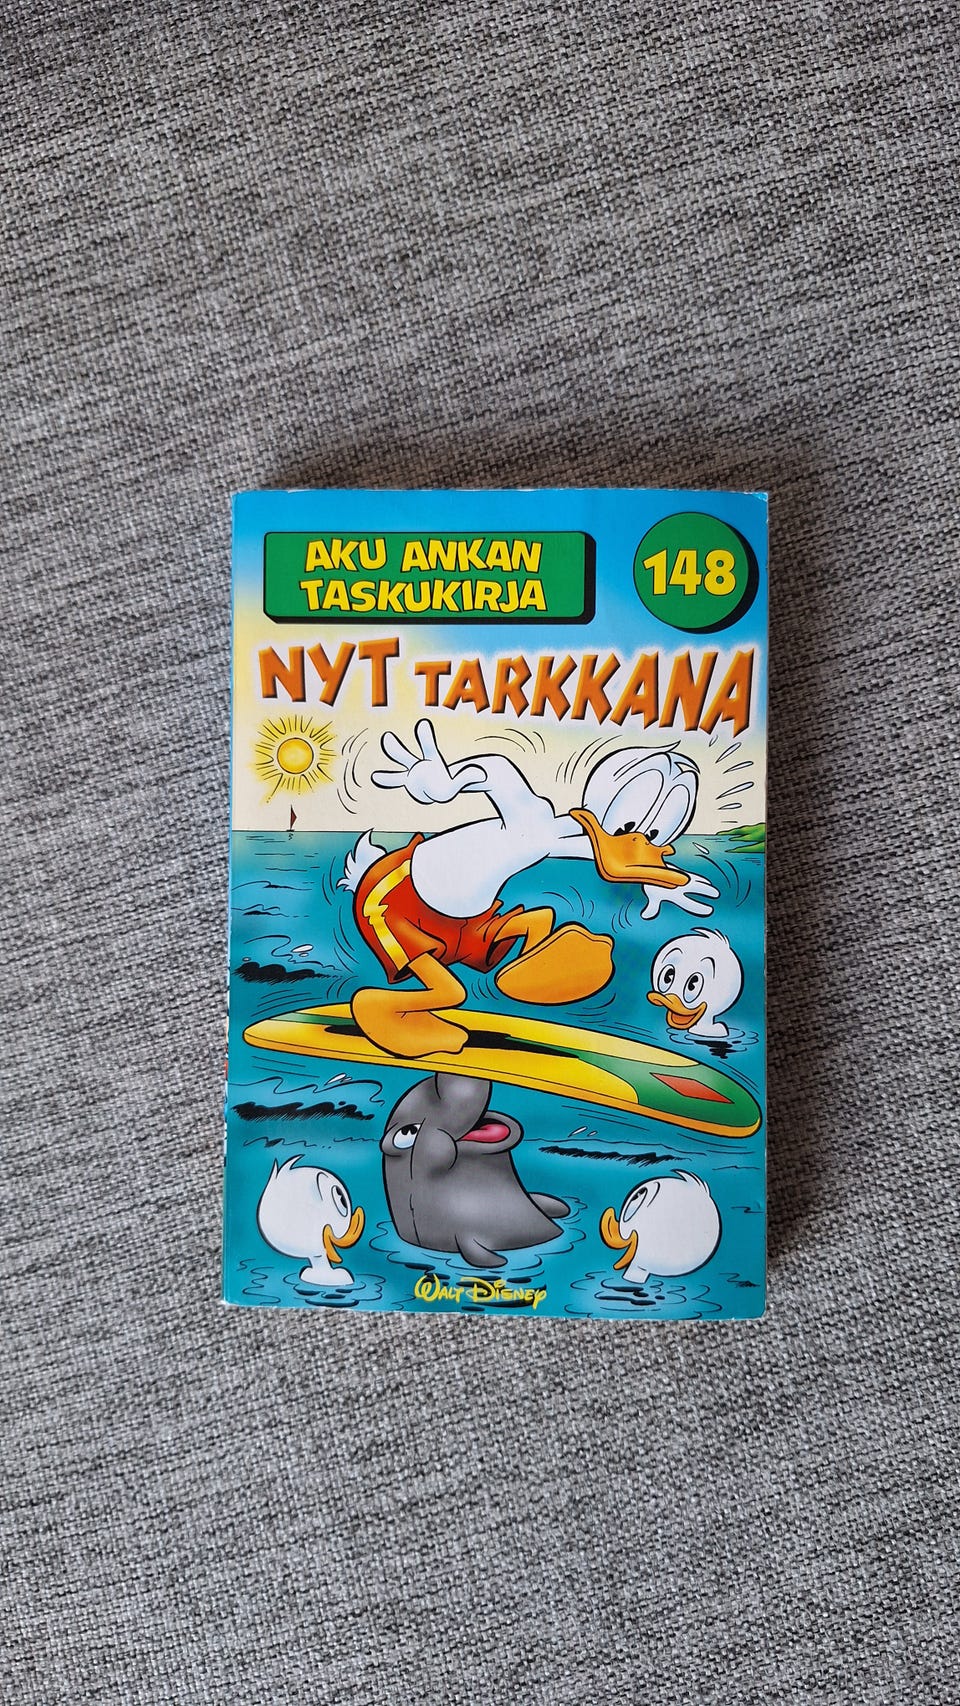 AKU ANKAN
TASKUKIRJA
148
NYT TARKKANA
WALT DISNEY